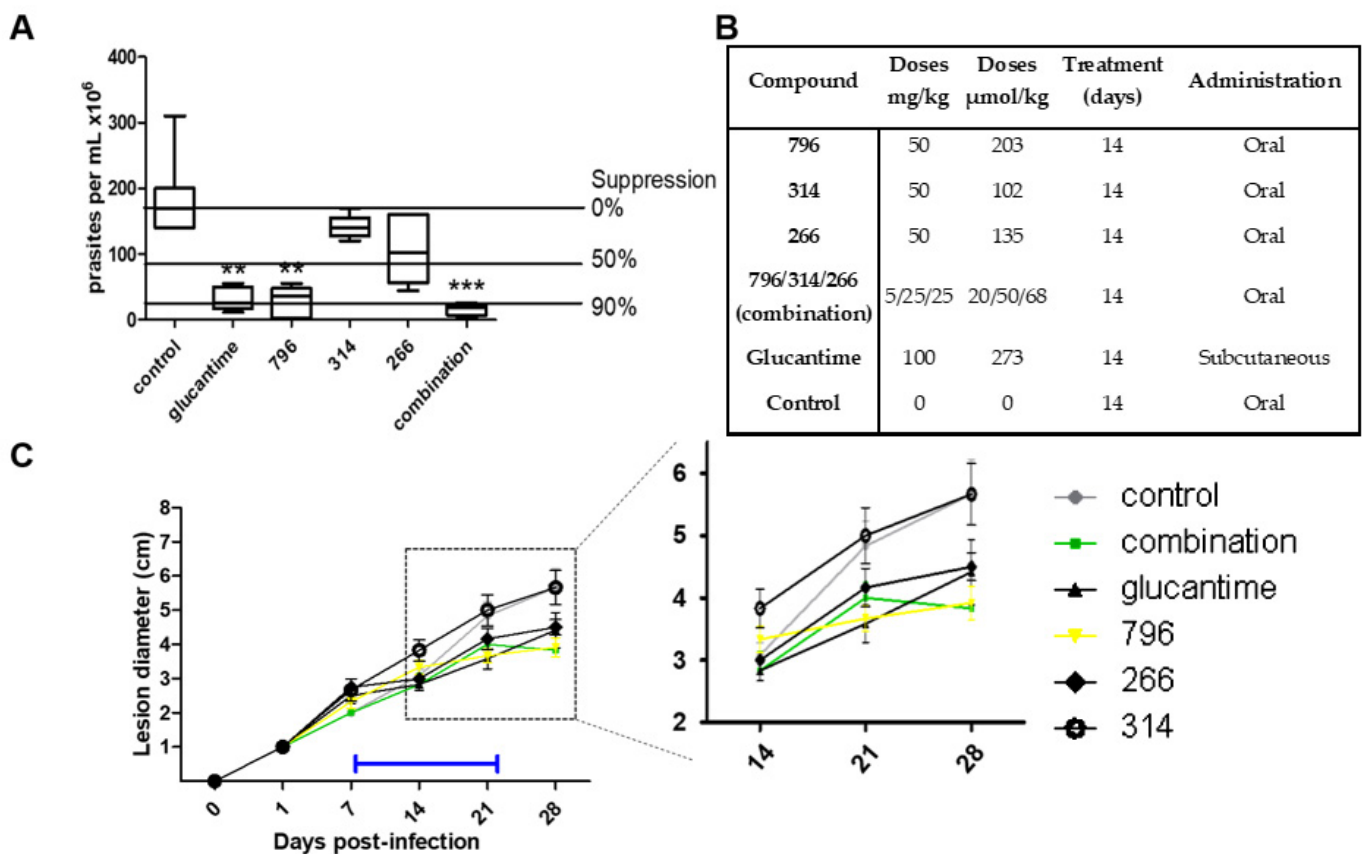 A
parasites per mL x10⁶
400
300
200
100
0
**
**
***
Suppression
0%
50%
90%
control
glucantime
796
314
266
combination
B
Compound Doses mg/kg Doses µmol/kg Treatment (days) Administration
796 50 203 14 Oral
314 50 102 14 Oral
266 50 135 14 Oral
796/314/266 (combination) 5/25/25 20/50/68 14 Oral
Glucantime 100 273 14 Subcutaneous
Control 0 0 14 Oral
C
Lesion diameter (cm)
8
7
6
5
4
3
2
1
0
1
7
14
21
28
Days post-infection
6
5
4
3
2
14
21
28
control
combination
glucantime
796
266
314